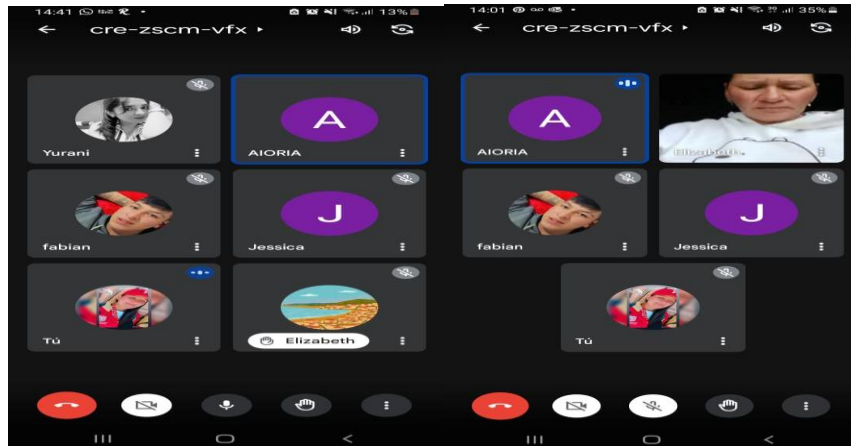 14:41
13%
cre-zscm-vfx
Yurani
A
AIORIA
fabian
J
Jessica
Tú
Elizabeth
14:01
35%
cre-zscm-vfx
A
AIORIA
Elizabeth
fabian
J
Jessica
Tú